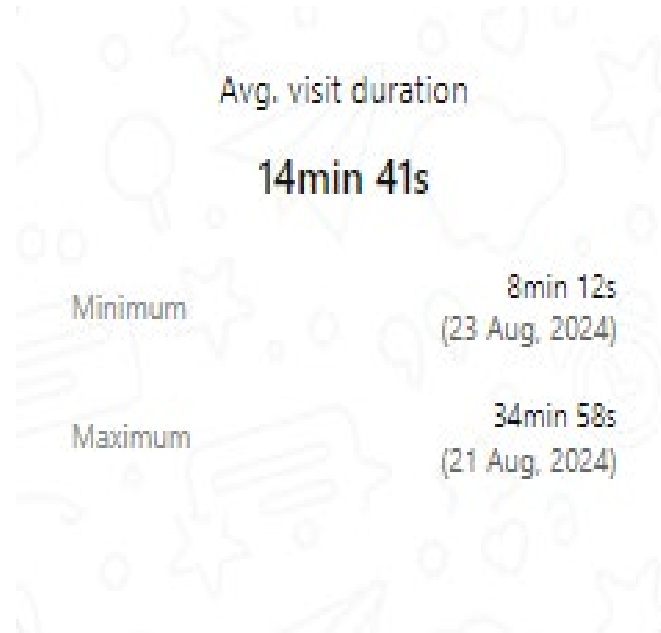 Avg. visit duration
14min 41s
Minimum
8min 12s
(23 Aug, 2024)
Maximum
34min 58s
(21 Aug, 2024)